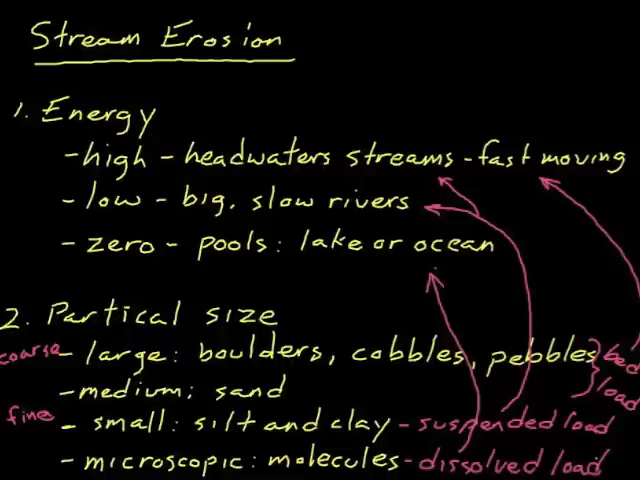 Stream Erosion
1. Energy
- high - headwaters streams - fast moving
- low - big, slow rivers
- zero - pools: lake or ocean
2. Partical size
coarse - large: boulders, cobbles, pebbles } bed
- medium: sand load
fine - small: silt and clay - suspended load
- microscopic: molecules - dissolved load